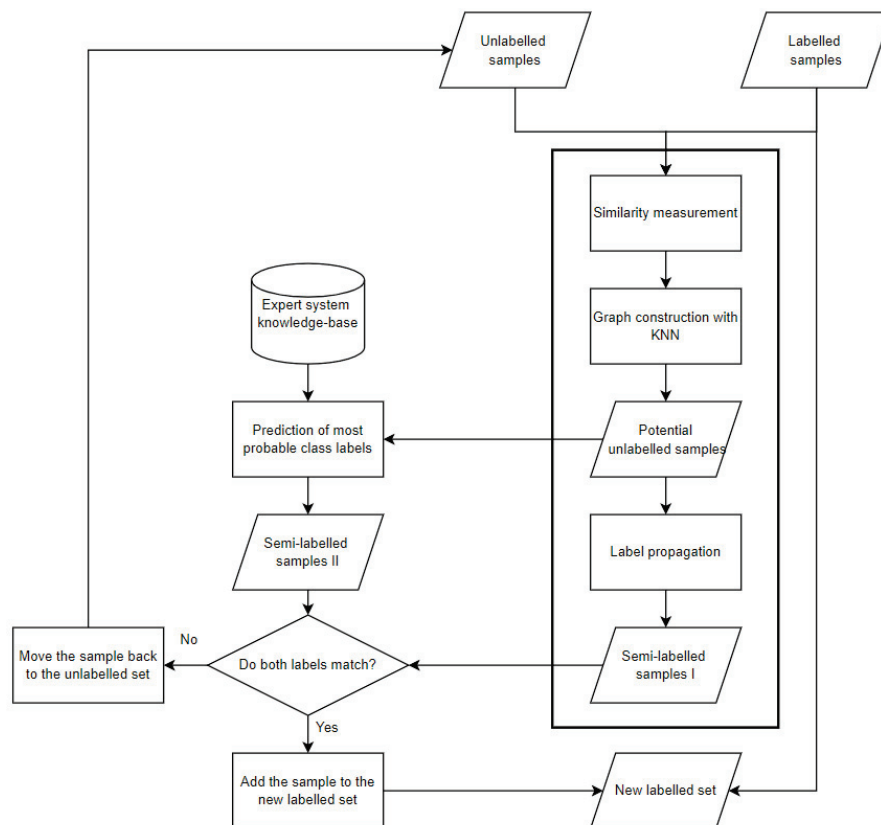 Unlabelled
samples
Labelled
samples
Similarity measurement
Expert system
knowledge-base
Graph construction with
KNN
Prediction of most
probable class labels
Potential
unlabelled samples
Semi-labelled
samples II
Label propagation
Move the sample back
to the unlabelled set
No
Do both labels match?
Semi-labelled
samples I
Yes
Add the sample to the
new labelled set
New labelled set